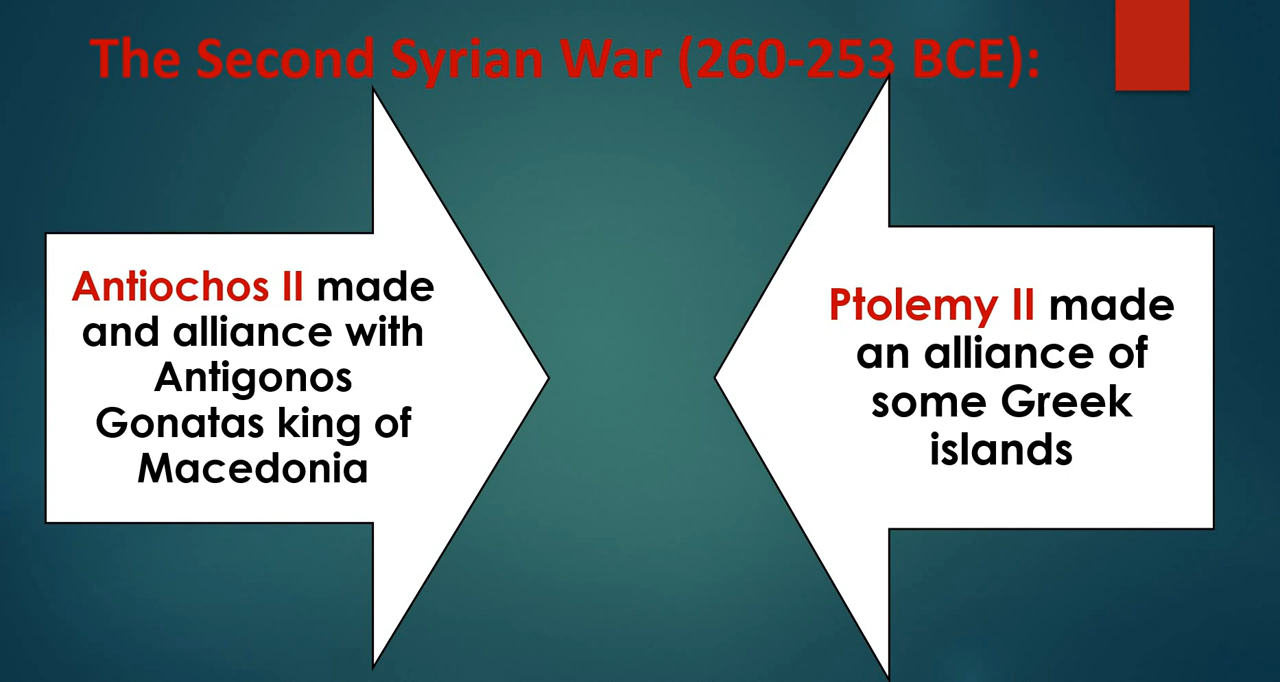 The Second Syrian War (260-253 BCE):
Antiochos II made
and alliance with
Antigonos
Gonatas king of
Macedonia
Ptolemy II made
an alliance of
some Greek
islands